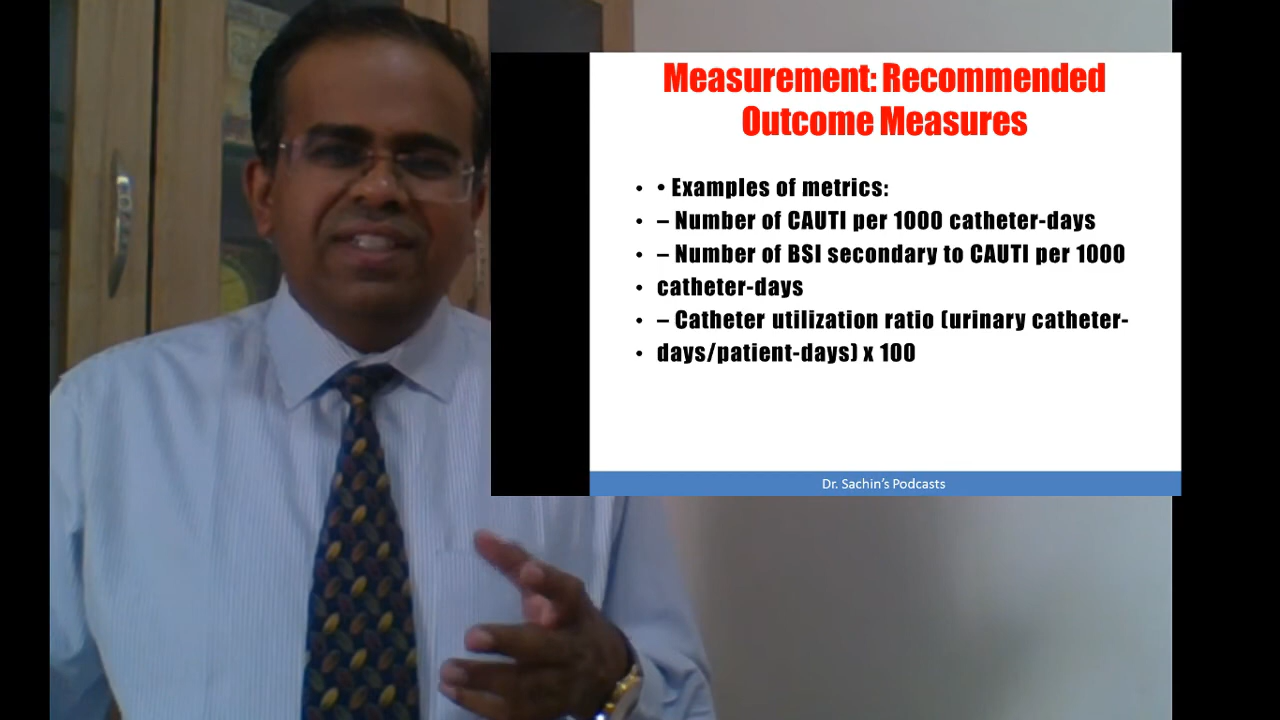 Measurement: Recommended
Outcome Measures
• • Examples of metrics:
• – Number of CAUTI per 1000 catheter-days
• – Number of BSI secondary to CAUTI per 1000
• catheter-days
• – Catheter utilization ratio (urinary catheter-
• days/patient-days) x 100
Dr. Sachin's Podcasts